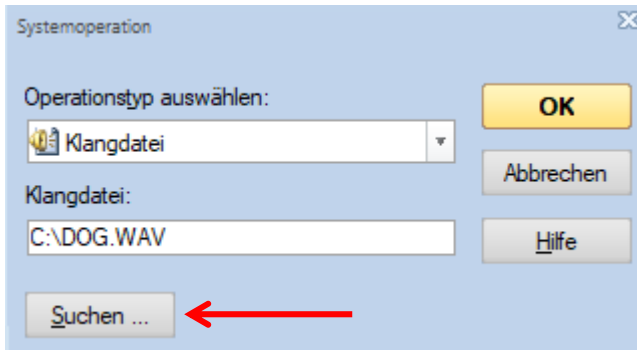 Systemoperation
Operationstyp auswählen:
Klangdatei
Klangdatei:
C:\DOG.WAV
Suchen ...
OK
Abbrechen
Hilfe